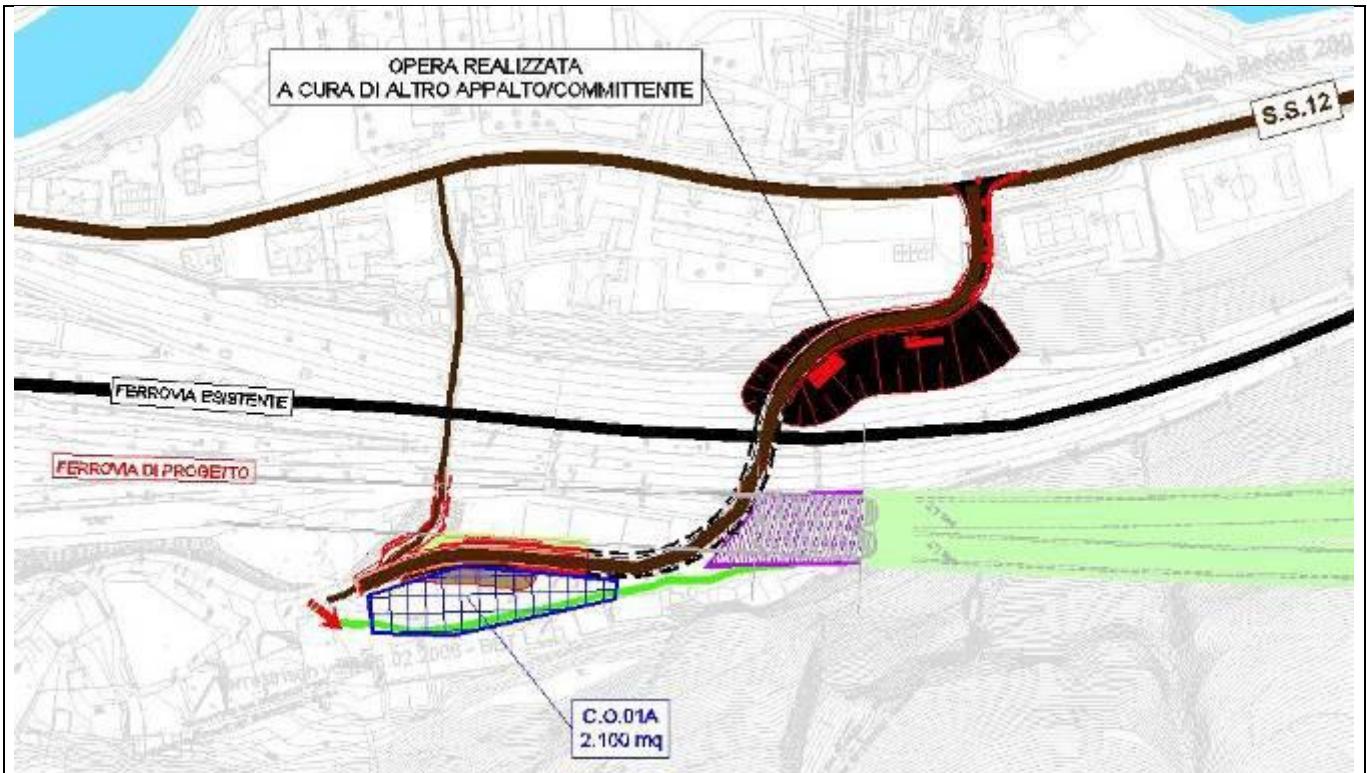 OPERA REALIZZATA
A CURA DI ALTRO APPALTO/COMMITTENTE
S.S.12
FERROVIA ESISTENTE
FERROVIA DI PROGETTO
C.O.01A
2.100 mq